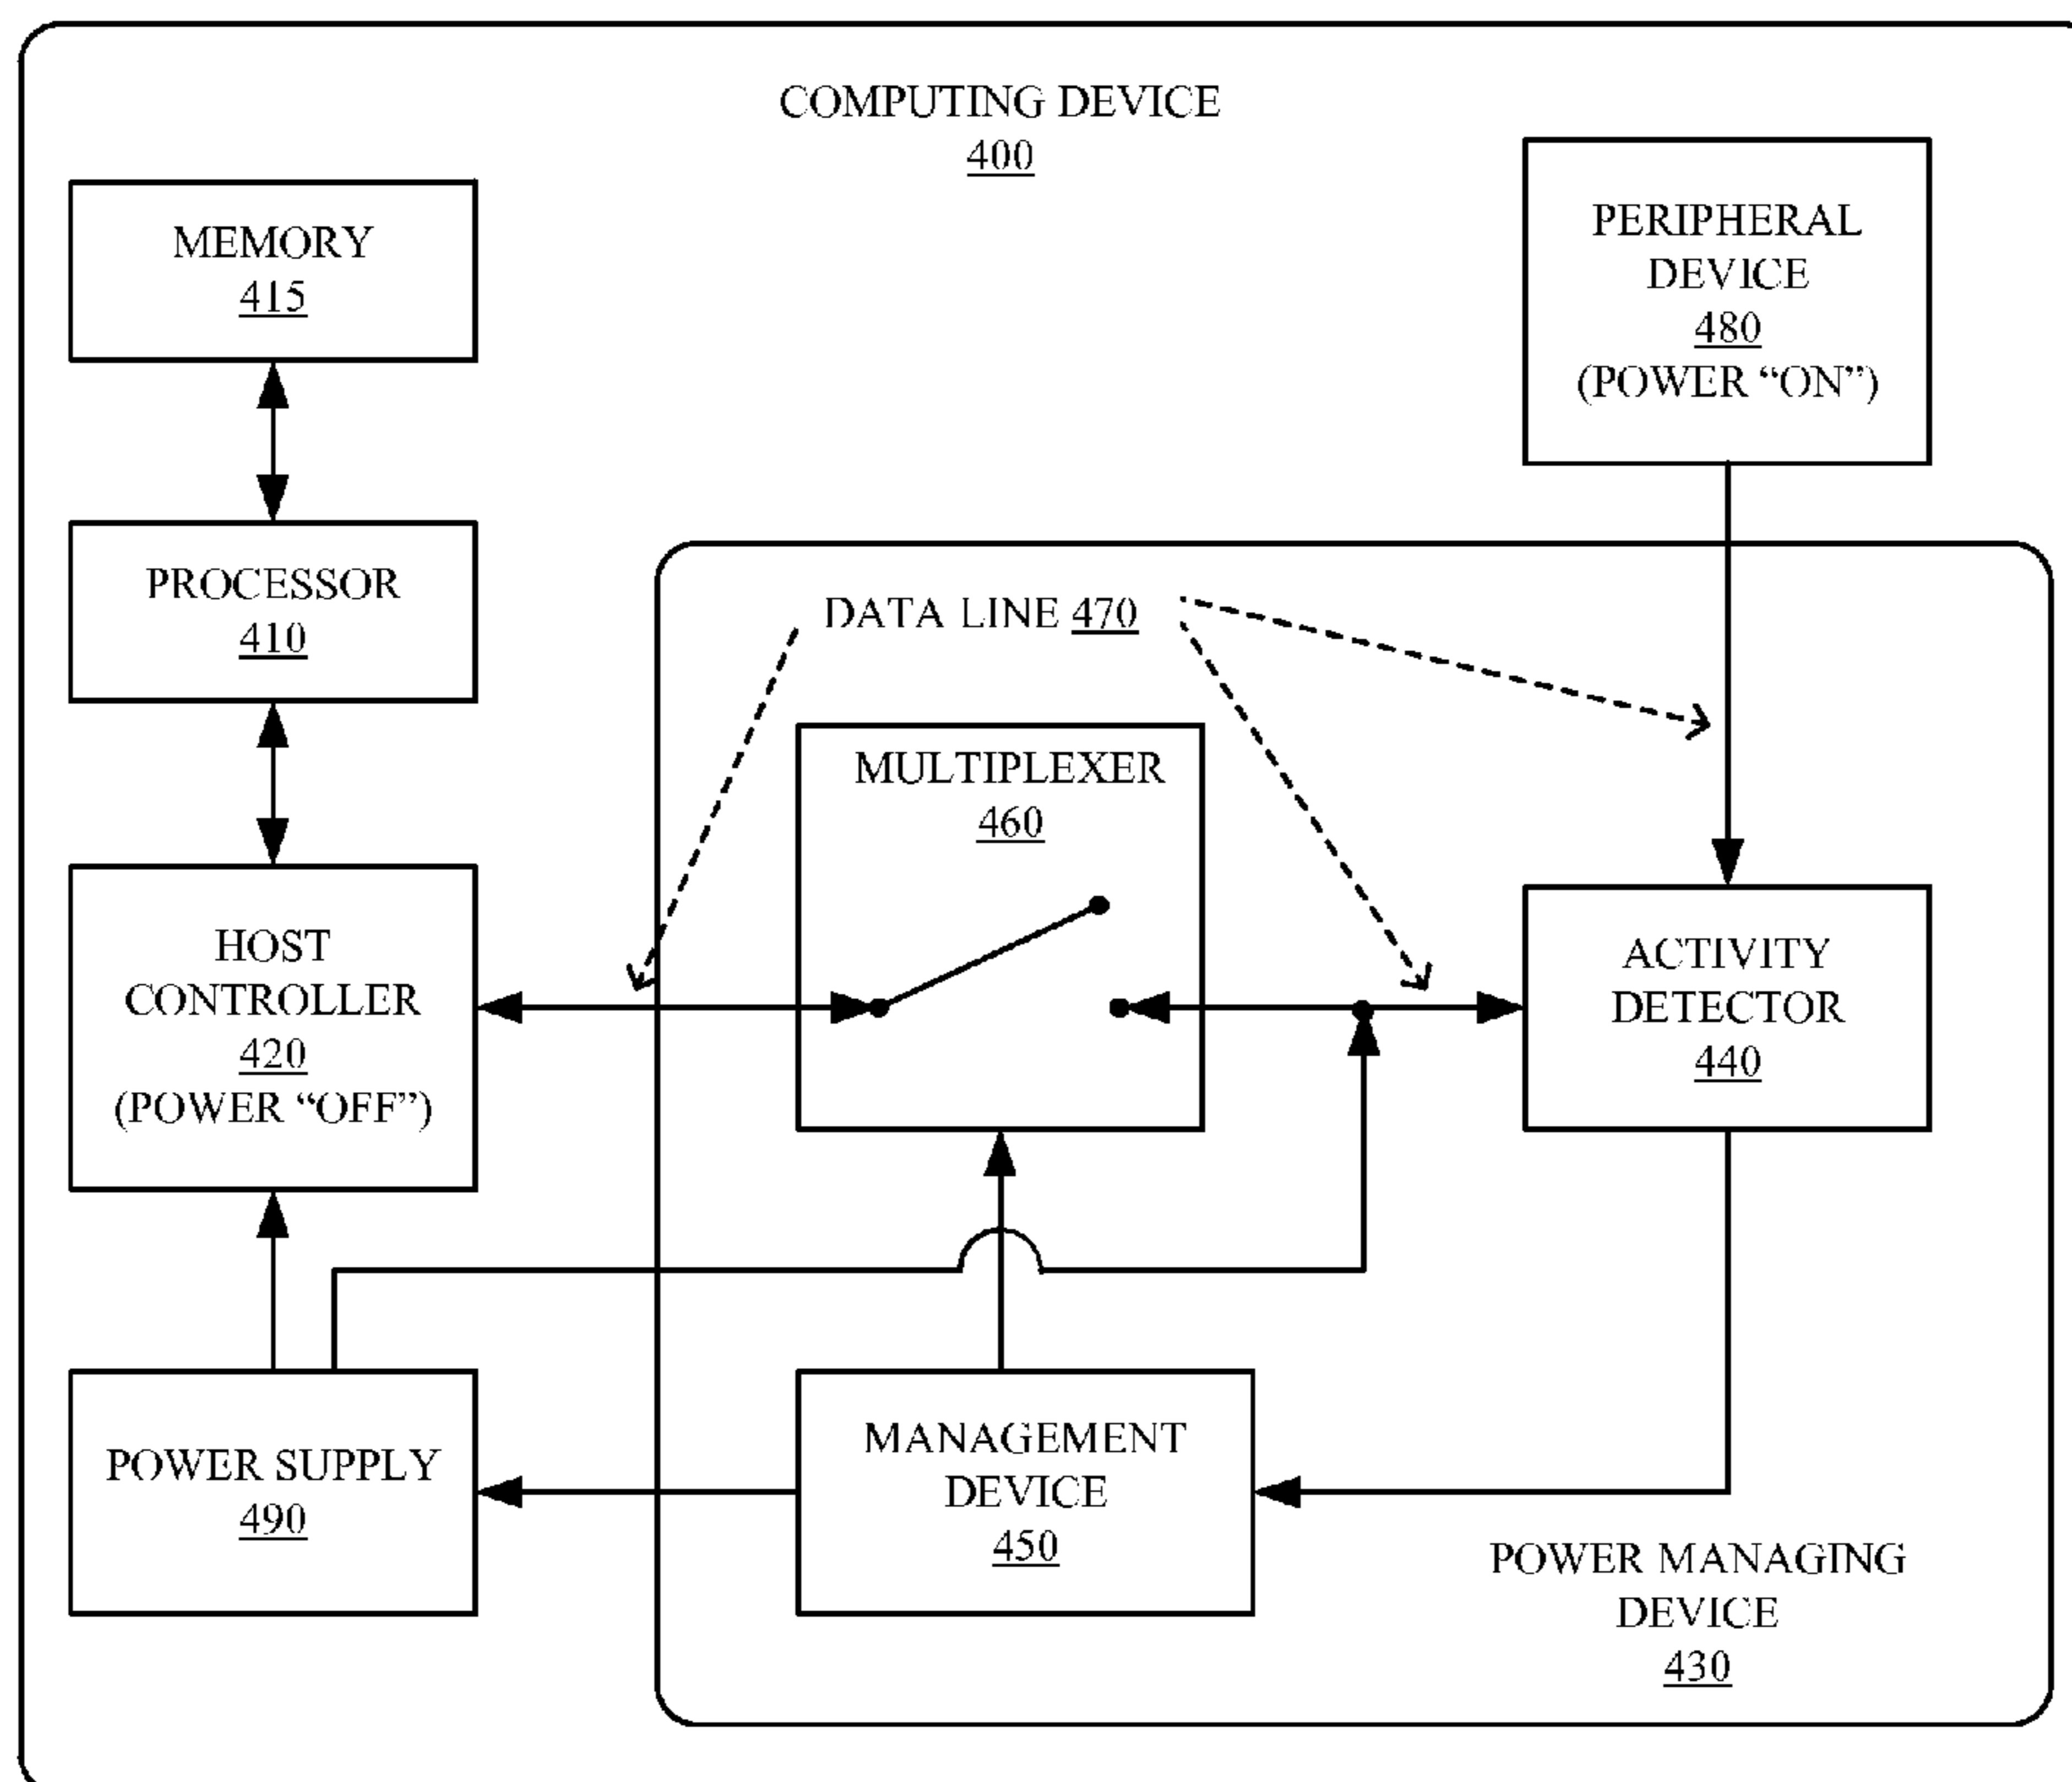 COMPUTING DEVICE
400
MEMORY
415
PERIPHERAL
DEVICE
480
(POWER “ON”)
PROCESSOR
410
DATA LINE 470
MULTIPLEXER
460
HOST
CONTROLLER
420
(POWER “OFF”)
ACTIVITY
DETECTOR
440
POWER SUPPLY
490
MANAGEMENT
DEVICE
450
POWER MANAGING
DEVICE
430